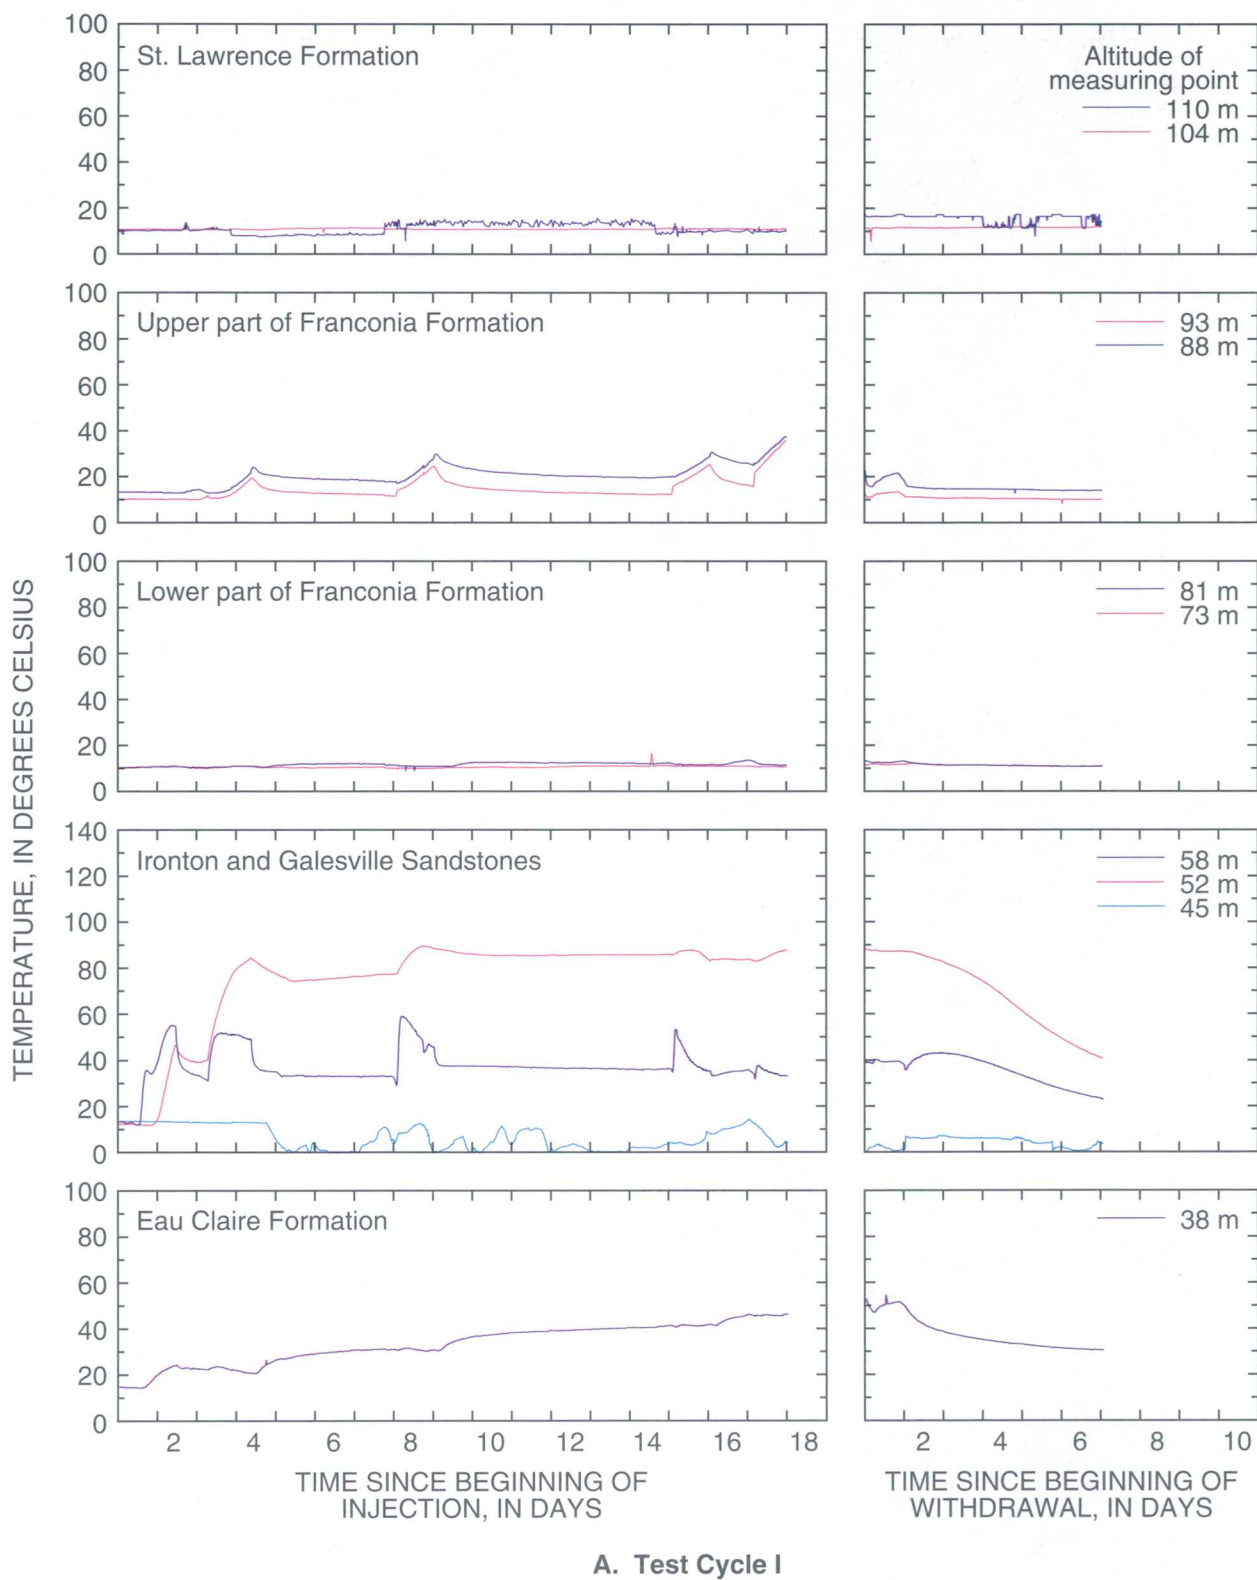 TEMPERATURE, IN DEGREES CELSIUS
100
80
60
40
20
0
St. Lawrence Formation
Altitude of
measuring point
110 m
104 m
100
80
60
40
20
0
Upper part of Franconia Formation
93 m
88 m
100
80
60
40
20
0
Lower part of Franconia Formation
81 m
73 m
140
120
100
80
60
40
20
0
Ironton and Galesville Sandstones
58 m
52 m
45 m
100
80
60
40
20
0
Eau Claire Formation
38 m
2 4 6 8 10 12 14 16 18
TIME SINCE BEGINNING OF
INJECTION, IN DAYS
2 4 6 8 10
TIME SINCE BEGINNING OF
WITHDRAWAL, IN DAYS
A. Test Cycle I